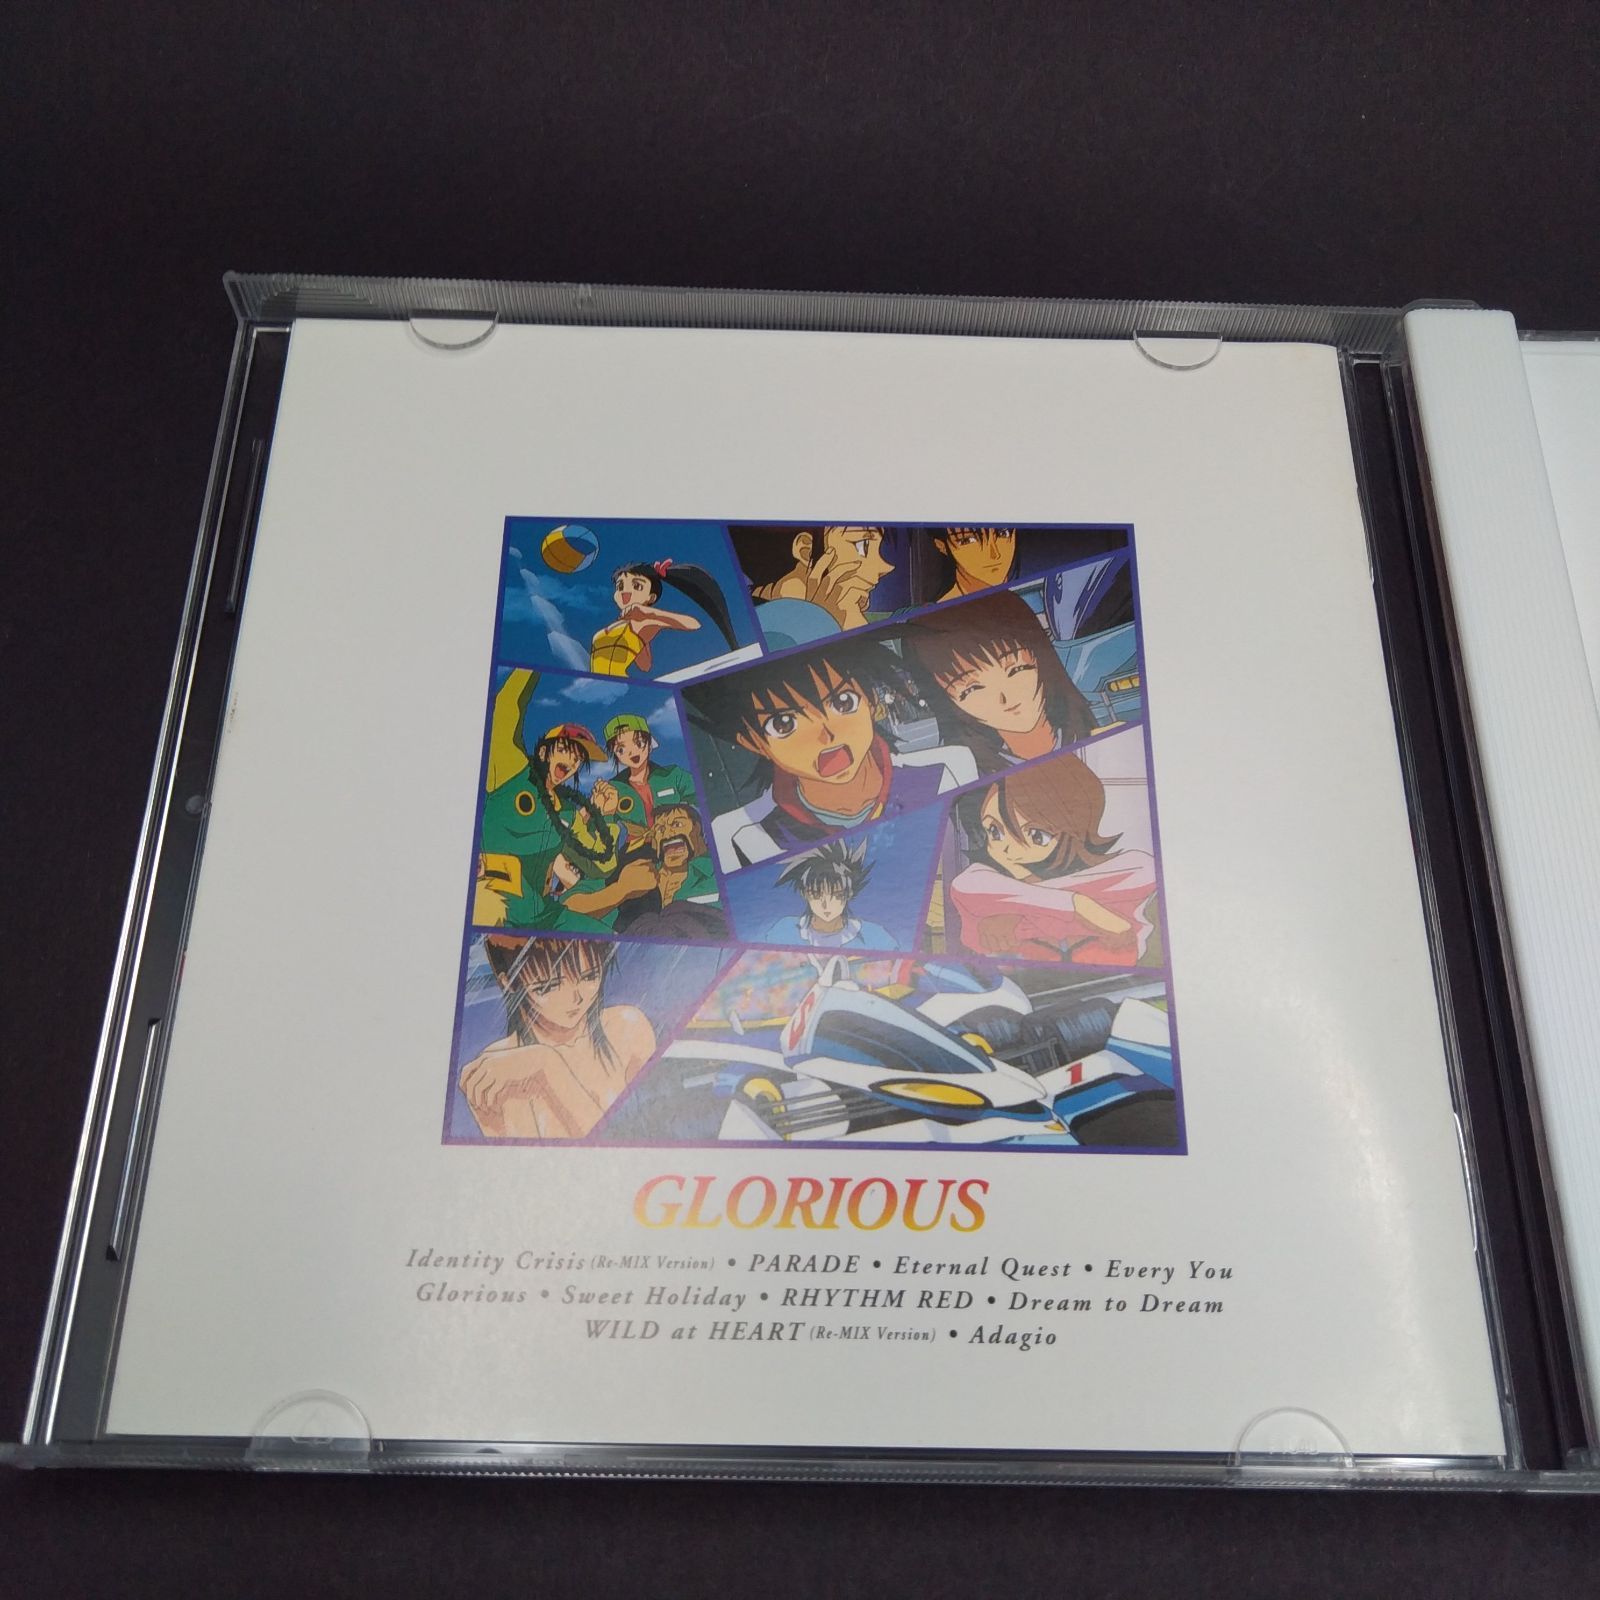 1
GLORIOUS
Identity Crisis (Re-MIX Version) • PARADE • Eternal Quest • Every You
Glorious • Sweet Holiday • RHYTHM RED • Dream to Dream
WILD at HEART (Re-MIX Version) • Adagio